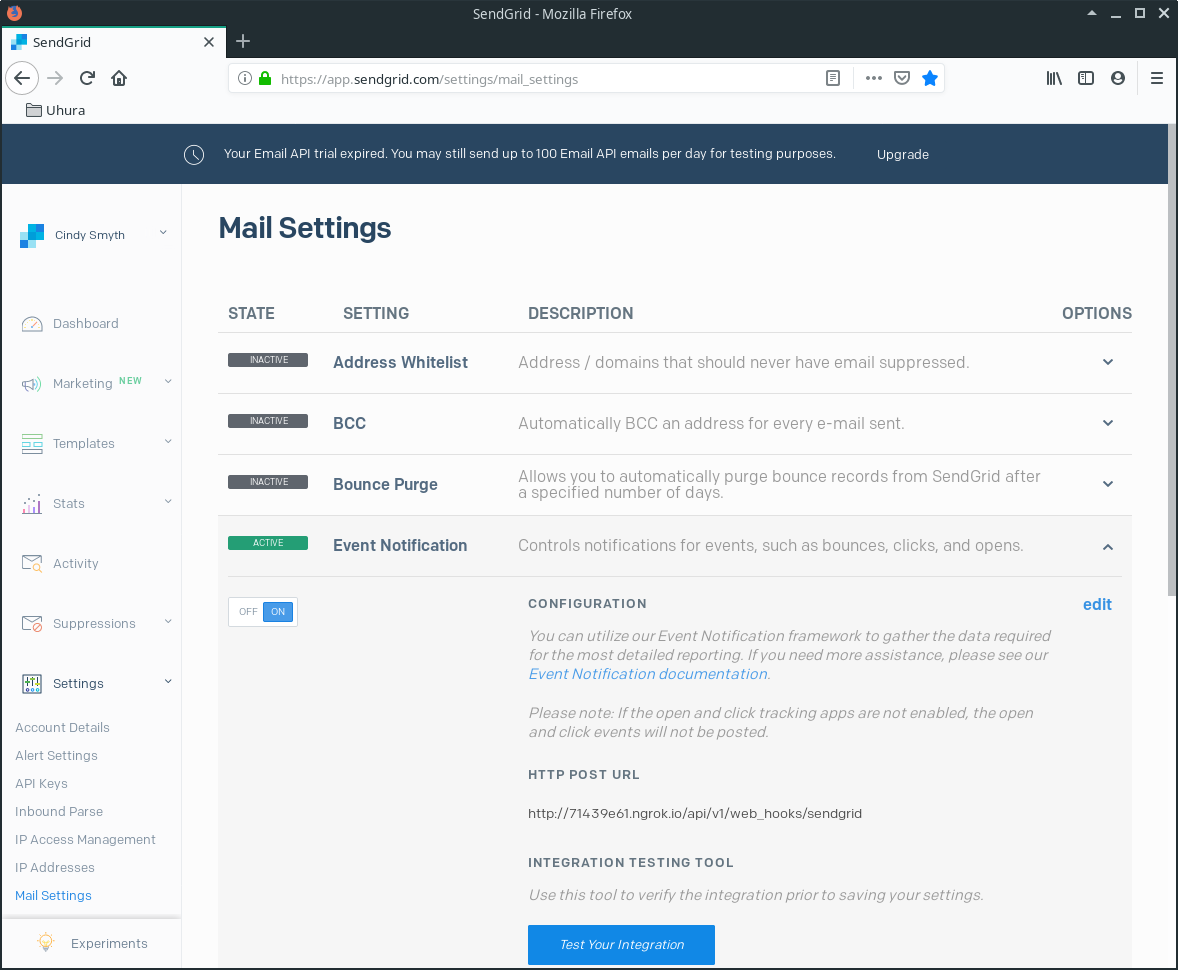 SendGrid - Mozilla Firefox
SendGrid
https://app.sendgrid.com/settings/mail_settings
Uhura
Your Email API trial expired. You may still send up to 100 Email API emails per day for testing purposes. Upgrade
Cindy Smyth
Dashboard
Marketing NEW
Templates
Stats
Activity
Suppressions
Settings
Account Details
Alert Settings
API Keys
Inbound Parse
IP Access Management
IP Addresses
Mail Settings
Experiments
Mail Settings
STATE SETTING DESCRIPTION OPTIONS
INACTIVE Address Whitelist Address / domains that should never have email suppressed.
INACTIVE BCC Automatically BCC an address for every e-mail sent.
INACTIVE Bounce Purge Allows you to automatically purge bounce records from SendGrid after
a specified number of days.
ACTIVE Event Notification Controls notifications for events, such as bounces, clicks, and opens.
OFF ON
CONFIGURATION edit
You can utilize our Event Notification framework to gather the data required
for the most detailed reporting. If you need more assistance, please see our
Event Notification documentation.
Please note: If the open and click tracking apps are not enabled, the open
and click events will not be posted.
HTTP POST URL
http://71439e61.ngrok.io/api/v1/web_hooks/sendgrid
INTEGRATION TESTING TOOL
Use this tool to verify the integration prior to saving your settings.
Test Your Integration